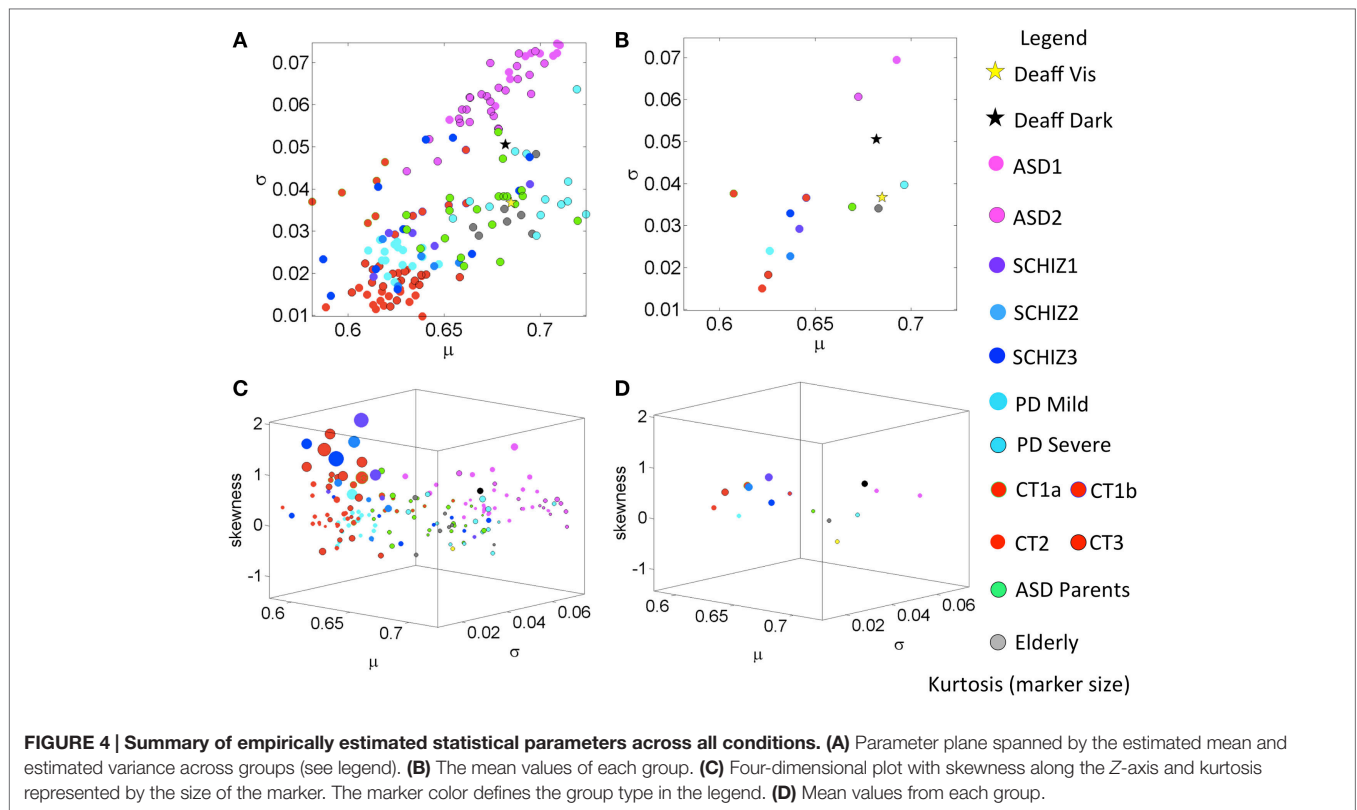 A
0.07
0.06
0.05
σ
0.04
0.03
0.02
0.01
0.6
0.65
0.7
μ
B
0.07
0.06
0.05
σ
0.04
0.03
0.02
0.01
0.6
0.65
0.7
μ
C
2
1
skewness
0
-1
0.6
0.65
0.7
μ
0.02
0.04
0.06
σ
D
2
1
skewness
0
-1
0.6
0.65
0.7
μ
0.02
0.04
0.06
σ
Legend
Deaff Vis
Deaff Dark
ASD1
ASD2
SCHIZ1
SCHIZ2
SCHIZ3
PD Mild
PD Severe
CT1a CT1b
CT2 CT3
ASD Parents
Elderly
Kurtosis (marker size)
FIGURE 4 | Summary of empirically estimated statistical parameters across all conditions. (A) Parameter plane spanned by the estimated mean and
estimated variance across groups (see legend). (B) The mean values of each group. (C) Four-dimensional plot with skewness along the Z-axis and kurtosis
represented by the size of the marker. The marker color defines the group type in the legend. (D) Mean values from each group.